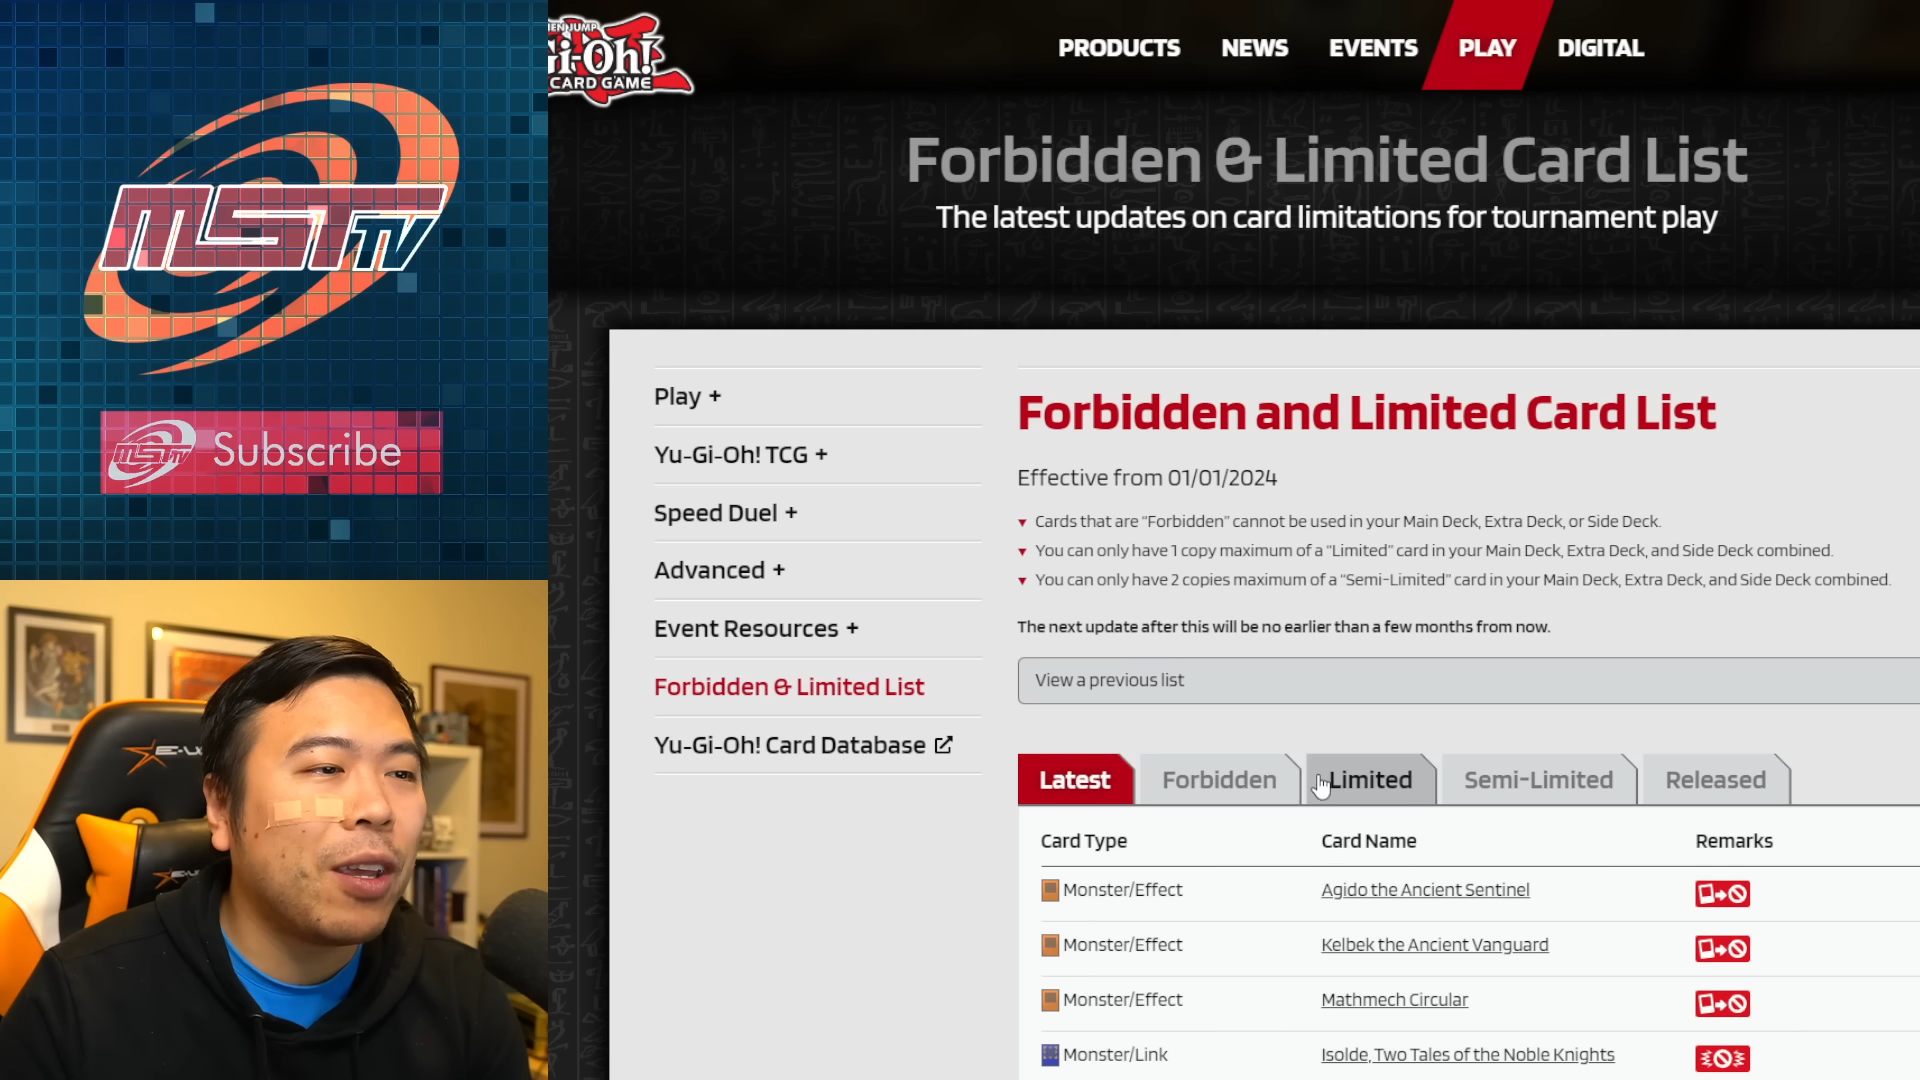 MSTTV
MSTTV Subscribe
Gi-Oh!
CARD GAME
PRODUCTS
NEWS
EVENTS
PLAY
DIGITAL
Forbidden & Limited Card List
The latest updates on card limitations for tournament play
Play +
Yu-Gi-Oh! TCG +
Speed Duel +
Advanced +
Event Resources +
Forbidden & Limited List
Yu-Gi-Oh! Card Database
Forbidden and Limited Card List
Effective from 01/01/2024
Cards that are "Forbidden" cannot be used in your Main Deck, Extra Deck, or Side Deck.
You can only have 1 copy maximum of a "Limited" card in your Main Deck, Extra Deck, and Side Deck combined.
You can only have 2 copies maximum of a "Semi-Limited" card in your Main Deck, Extra Deck, and Side Deck combined.
The next update after this will be no earlier than a few months from now.
View a previous list
Latest
Forbidden
Limited
Semi-Limited
Released
Card Type
Card Name
Remarks
Monster/Effect
Agido the Ancient Sentinel
Monster/Effect
Kelbek the Ancient Vanguard
Monster/Effect
Mathmech Circular
Monster/Link
Isolde, Two Tales of the Noble Knights